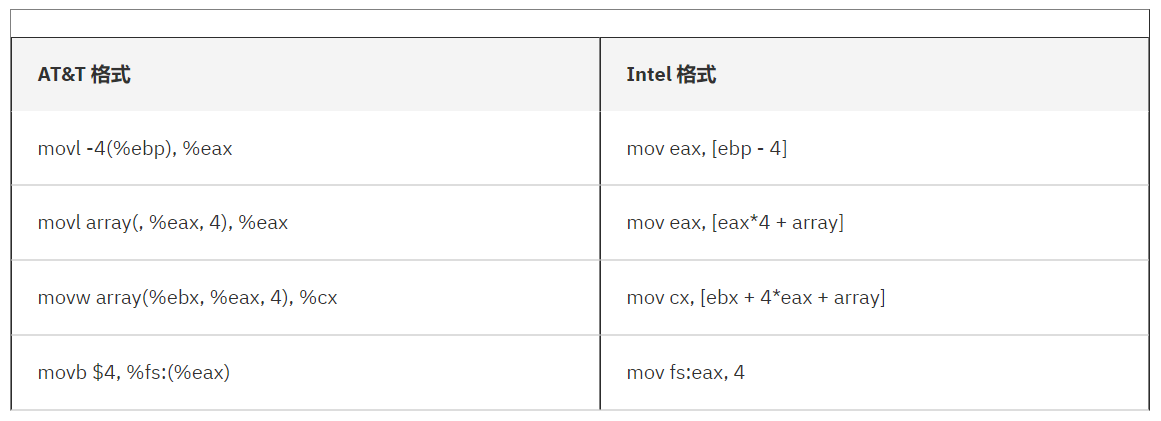 AT&T 格式 Intel 格式
movl -4(%ebp), %eax mov eax, [ebp - 4]
movl array(, %eax, 4), %eax mov eax, [eax*4 + array]
movw array(%ebx, %eax, 4), %cx mov cx, [ebx + 4*eax + array]
movb $4, %fs:(%eax) mov fs:eax, 4